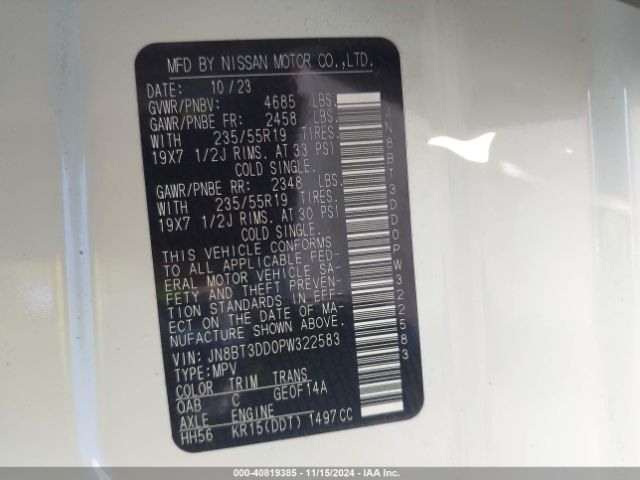 MFD BY NISSAN MOTOR CO.,LTD.
DATE: 10/23
GVWR/PNBV: 4685 LBS.
GAWR/PNBE FR: 2458 LBS.
WITH 235/55R19 TIRES.
19X7 1/2J RIMS. AT 33 PSI
COLD SINGLE.
GAWR/PNBE RR: 2348 LBS.
WITH 235/55R19 TIRES.
19X7 1/2J RIMS. AT 30 PSI
COLD SINGLE.
THIS VEHICLE CONFORMS
TO ALL APPLICABLE FED-
ERAL MOTOR VEHICLE SA-
FETY AND THEFT PREVEN-
TION STANDARDS IN EFF-
ECT ON THE DATE OF MA-
NUFACTURE SHOWN ABOVE.
VIN: JN8BT3DD0PW322583
TYPE:MPV
COLOR TRIM TRANS
QAB C GE0F14A
AXLE ENGINE
HH56 KR15(DDT) 1497CC
JN8BT3DD0PW322583
© - 40819385 - 11/15/2024 - IAA Inc.